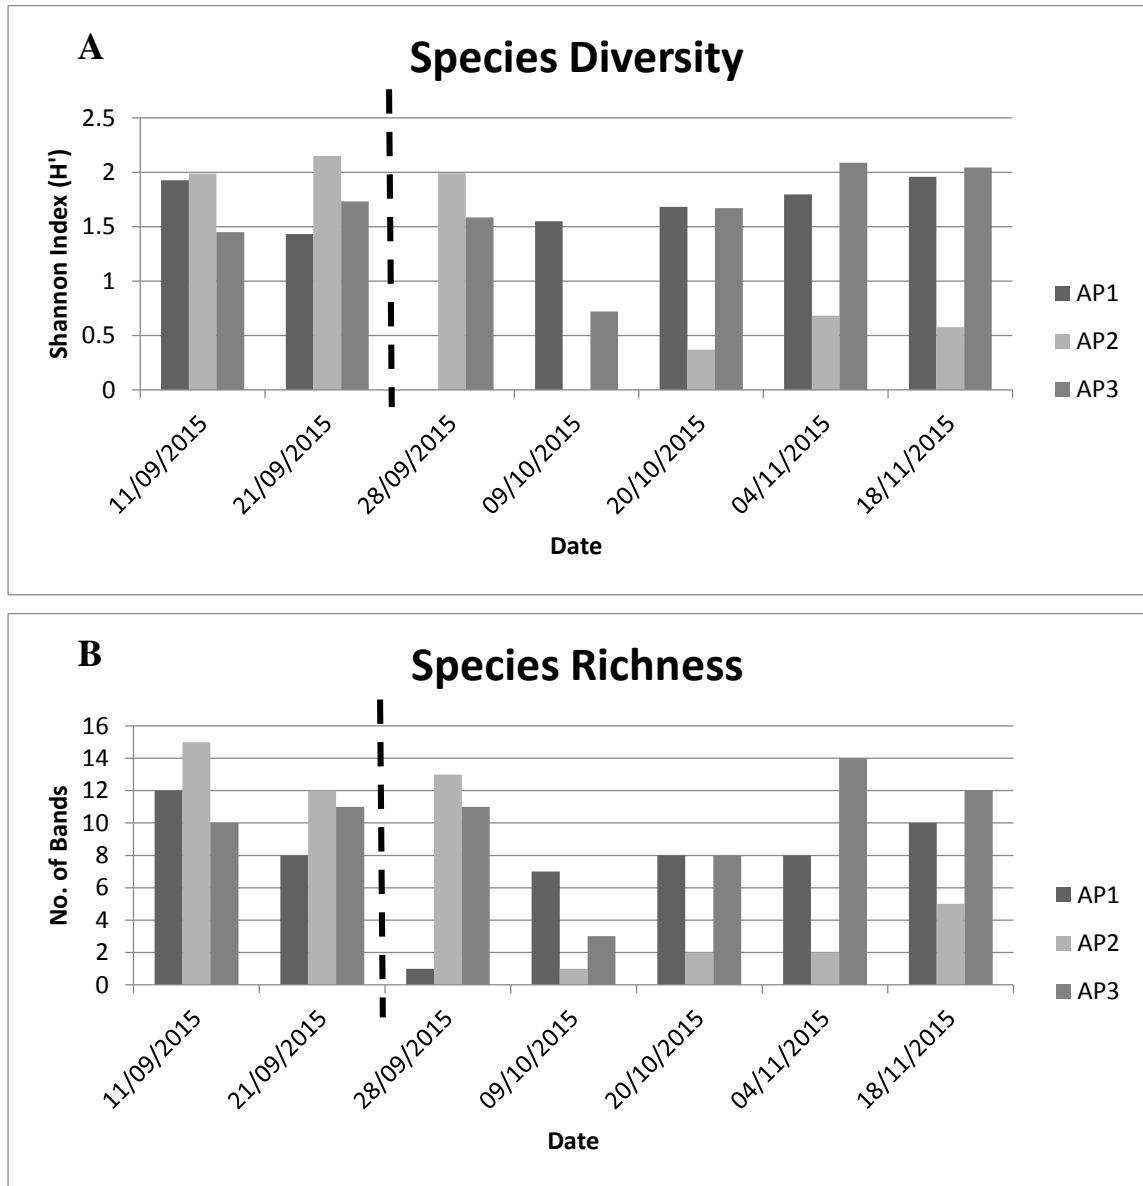 A
Species Diversity
Shannon Index (H')
2.5
2
1.5
1
0.5
0
11/09/2015
21/09/2015
28/09/2015
09/10/2015
20/10/2015
04/11/2015
18/11/2015
Date
AP1
AP2
AP3
B
Species Richness
No. of Bands
16
14
12
10
8
6
4
2
0
11/09/2015
21/09/2015
28/09/2015
09/10/2015
20/10/2015
04/11/2015
18/11/2015
Date
AP1
AP2
AP3